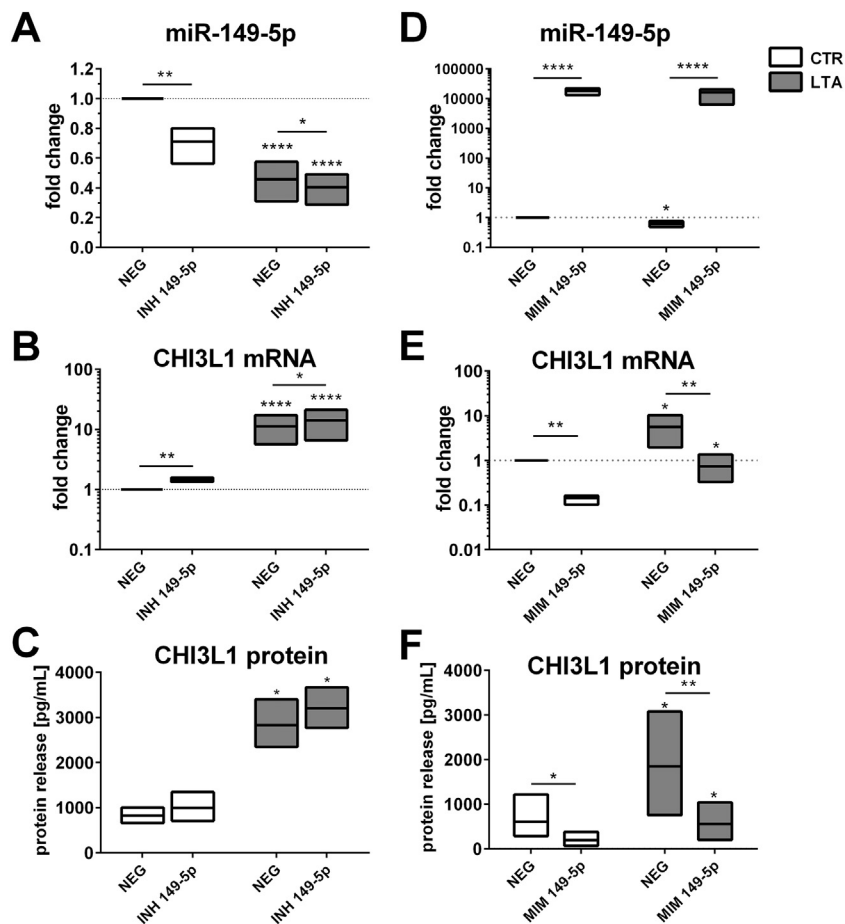 A
miR-149-5p
fold change
1.2
1.0
0.8
0.6
0.4
0.2
0.0
**
*
**** ****
NEG
INH 149-5p
NEG
INH 149-5p
D
miR-149-5p
fold change
100000
10000
1000
100
10
1
0.1
**** ****
*
NEG
MIM 149-5p
NEG
MIM 149-5p
CTR
LTA
B
CHI3L1 mRNA
fold change
100
10
1
0.1
**
*
**** ****
NEG
INH 149-5p
NEG
INH 149-5p
E
CHI3L1 mRNA
fold change
100
10
1
0.1
0.01
**
**
*
*
NEG
MIM 149-5p
NEG
MIM 149-5p
C
CHI3L1 protein
protein release [pg/mL]
4000
3000
2000
1000
0
* *
NEG
INH 149-5p
NEG
INH 149-5p
F
CHI3L1 protein
protein release [pg/mL]
4000
3000
2000
1000
0
*
**
*
*
NEG
MIM 149-5p
NEG
MIM 149-5p